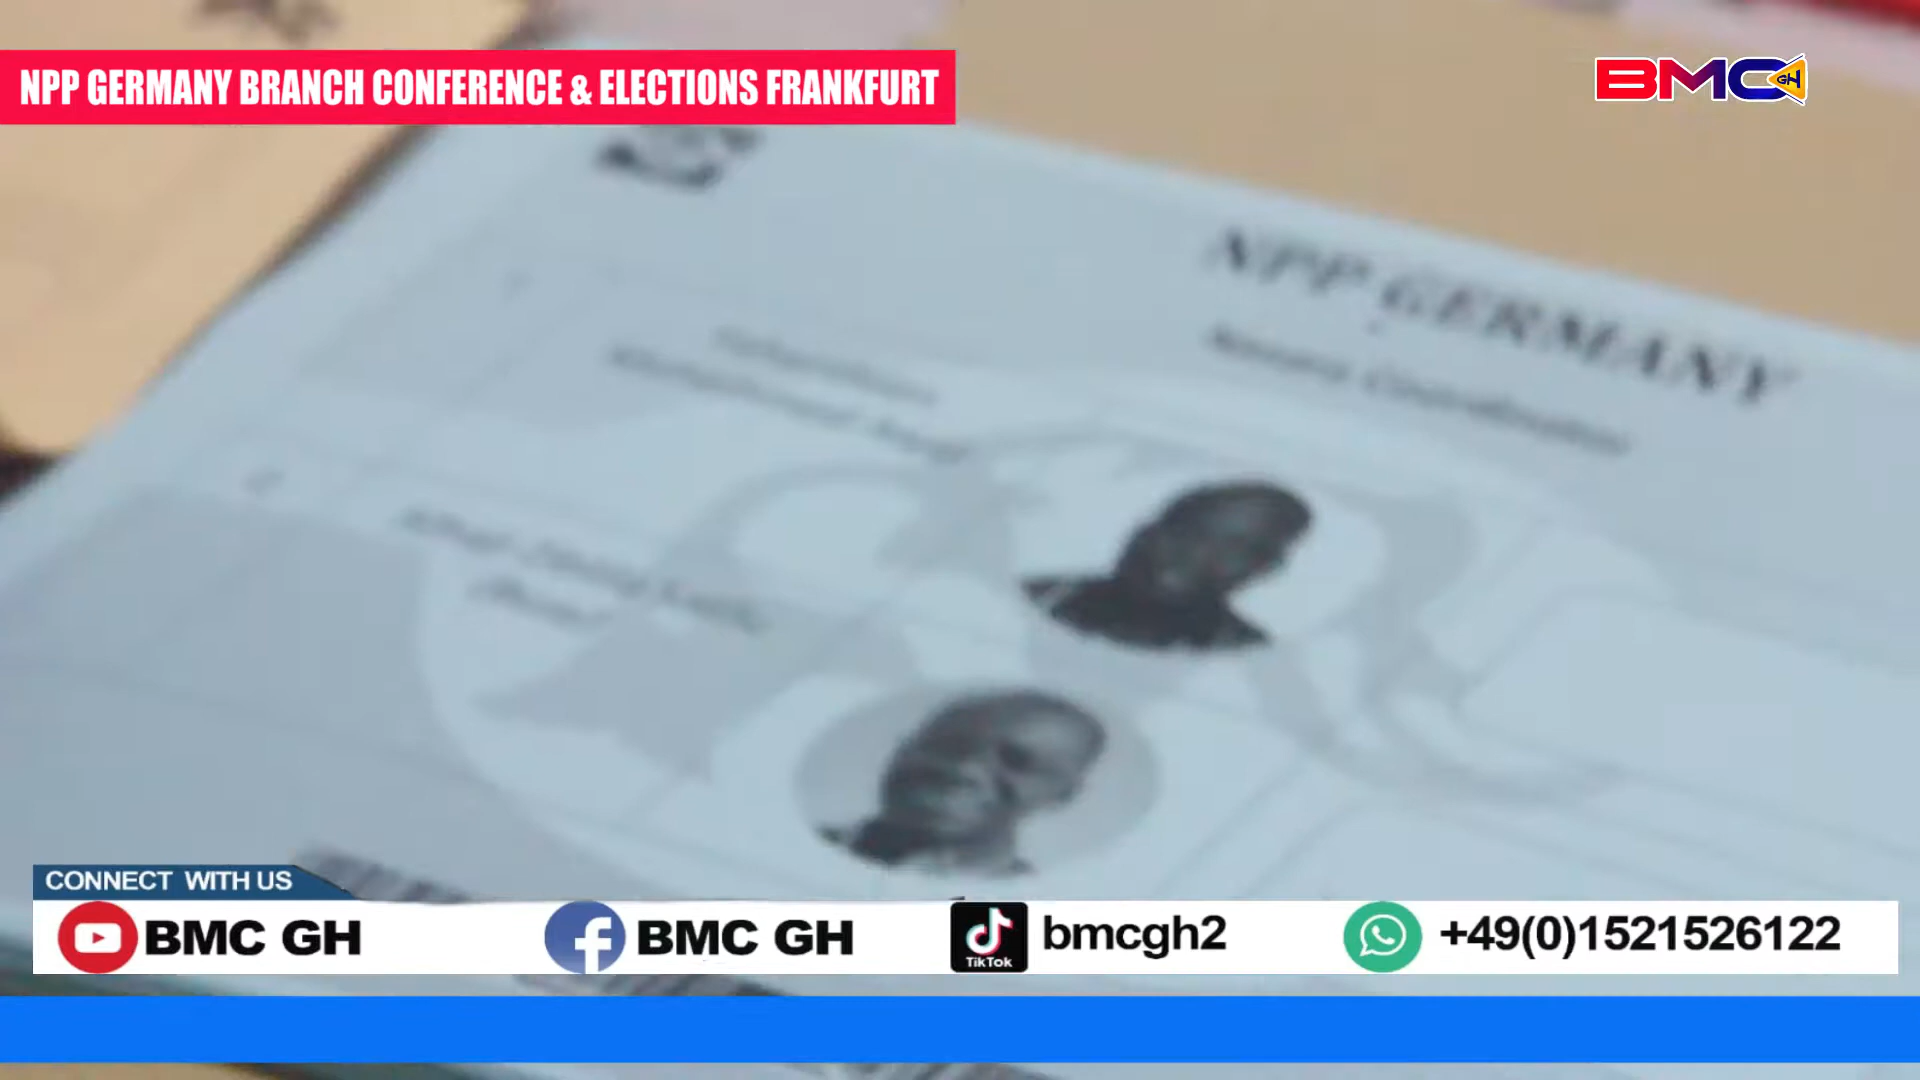 NPP GERMANY BRANCH CONFERENCE & ELECTIONS FRANKFURT
BMC GH
NPP GERMANY
CONNECT WITH US
BMC GH
BMC GH
TikTok
bmcgh2
+49(0)1521526122